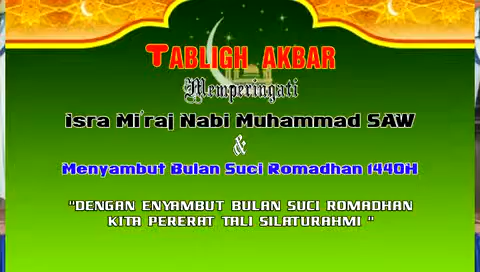 TABLIGH AKBAR
Memperingati
isra Mi'raj Nabi Muhammad SAW
&
Menyambut Bulan Suci Romadhan 1440H
"DENGAN ENYAMBUT BULAN SUCI ROMADHAN
KITA PERERAT TALI SILATURAHMI "